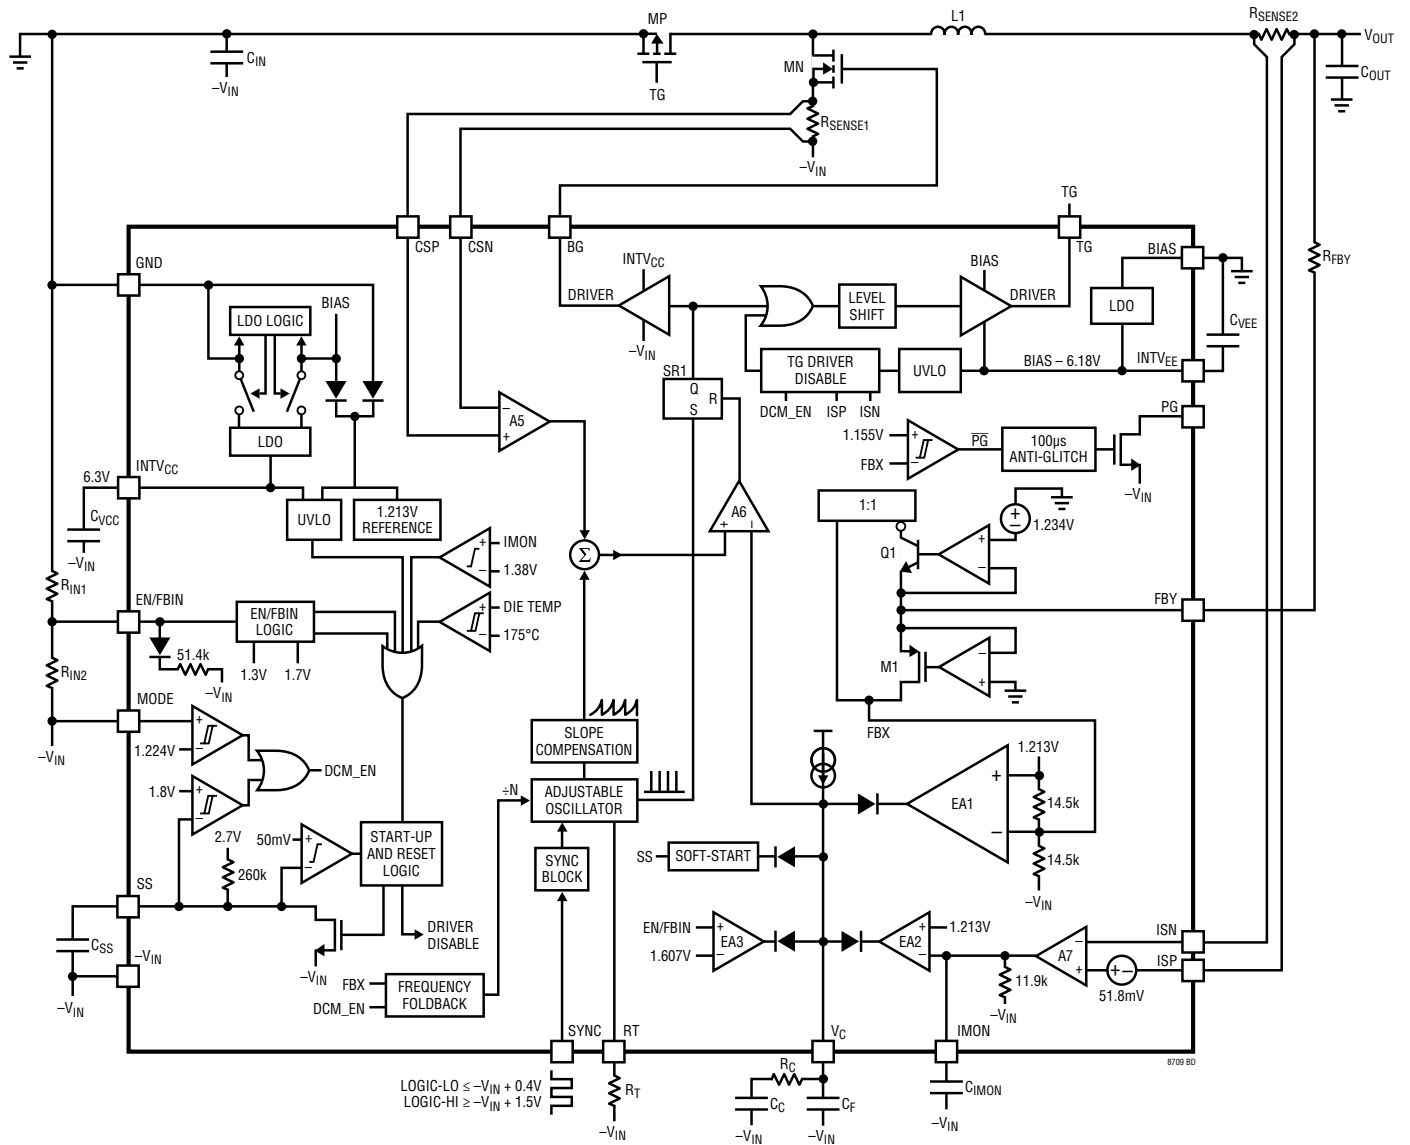 MP
L1
RSENSE2
VOUT
CIN
–VIN
TG
MN
COUT
RSENSE1
–VIN
TG
CSP
CSN
BG
TG
BIAS
RFBY
GND
INTVCC
BIAS
DRIVER
LEVEL
SHIFT
DRIVER
LDO
CVEE
LDO LOGIC
BIAS
–VIN
SR1
Q
S
R
TG DRIVER
DISABLE
UVLO
BIAS – 6.18V
INTVEE
DCM_EN
ISP
ISN
PG
LDO
–
A5
+
1.155V
+
FBX
–
PG
100µs
ANTI-GLITCH
–VIN
6.3V
INTVCC
CVCC
–VIN
UVLO
1.213V
REFERENCE
A6
+
–
1:1
+
–
1.234V
Q1
+
–
+
IMON
–
1.38V
Σ
RIN1
EN/FBIN
EN/FBIN
LOGIC
+
DIE TEMP
–
175°C
FBY
51.4k
–VIN
1.3V
1.7V
RIN2
M1
–
+
MODE
–VIN
+
1.224V
–
DCM_EN
1.8V
+
–
SLOPE
COMPENSATION
FBX
1.213V
÷N
ADJUSTABLE
OSCILLATOR
EA1
+
–
14.5k
14.5k
–VIN
2.7V
260k
50mV
+
–
START-UP
AND RESET
LOGIC
SYNC
BLOCK
SS
SOFT-START
SS
CSS
–VIN
–VIN
–VIN
DRIVER
DISABLE
EN/FBIN
+
1.607V
–
EA3
EA2
+
–
1.213V
A7
–
+
+
–
51.8mV
ISN
ISP
11.9k
–VIN
FBX
DCM_EN
FREQUENCY
FOLDBACK
SYNC
RT
VC
IMON
8709 BD
LOGIC-LO ≤ –VIN + 0.4V
LOGIC-HI ≥ –VIN + 1.5V
RT
–VIN
RC
CC
–VIN
CF
–VIN
CIMON
–VIN